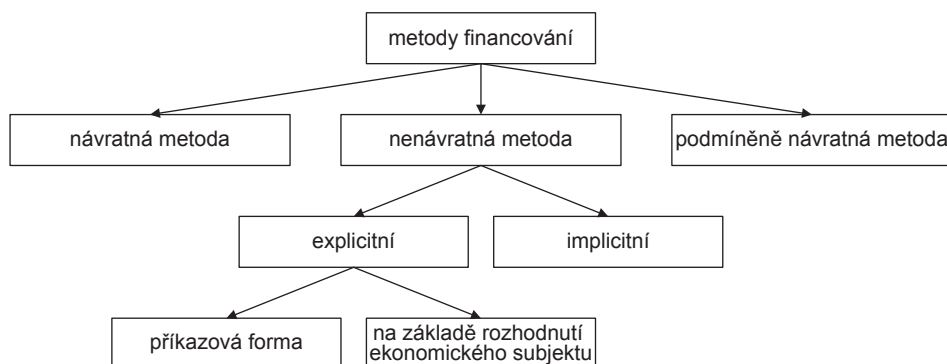 metody financování
návratná metoda
nenávratná metoda
podmíněně návratná metoda
explicitní
implicitní
příkazová forma
na základě rozhodnutí
ekonomického subjektu